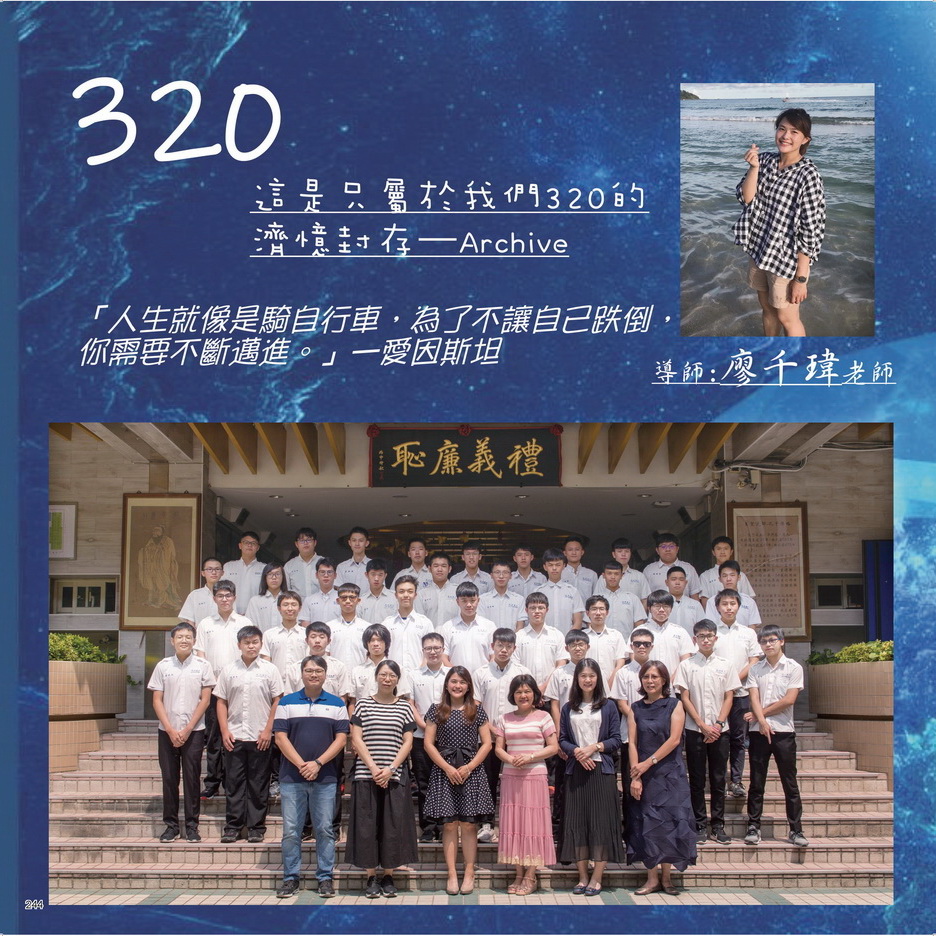 320
這是只屬於我們320的
濟憶封存──Archive
「人生就像是騎自行車，為了不讓自己跌倒，
你需要不斷邁進。」—愛因斯坦
導師:廖千瑋老師
恥廉義禮
244